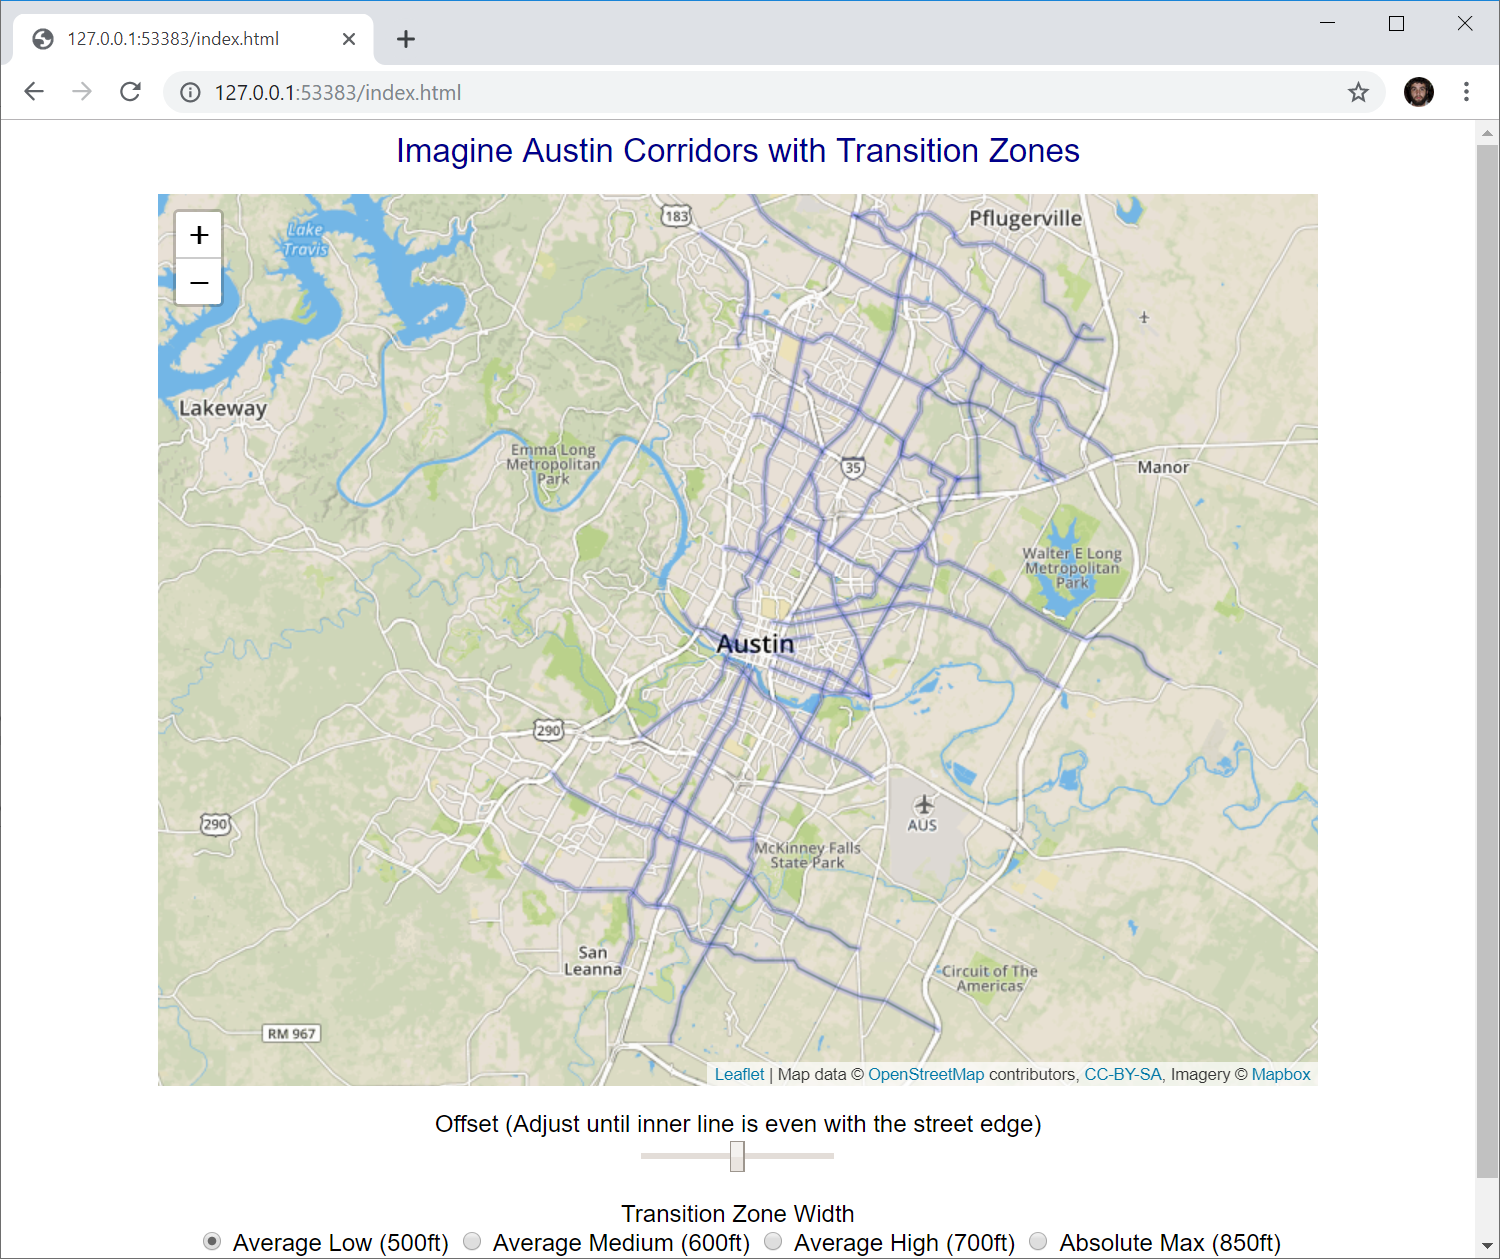 127.0.0.1:53383/index.html
127.0.0.1:53383/index.html
Imagine Austin Corridors with Transition Zones
+
−
183
Pflugerville
Lake
Travis
Lakeway
Emma Long
Metropolitan
Park
35
Manor
Walter E Long
Metropolitan
Park
Austin
290
290
AUS
McKinney Falls
State Park
San
Leanna
Circuit of The
Americas
RM 967
Leaflet | Map data © OpenStreetMap contributors, CC-BY-SA, Imagery © Mapbox
Offset (Adjust until inner line is even with the street edge)
Transition Zone Width
Average Low (500ft) Average Medium (600ft) Average High (700ft) Absolute Max (850ft)